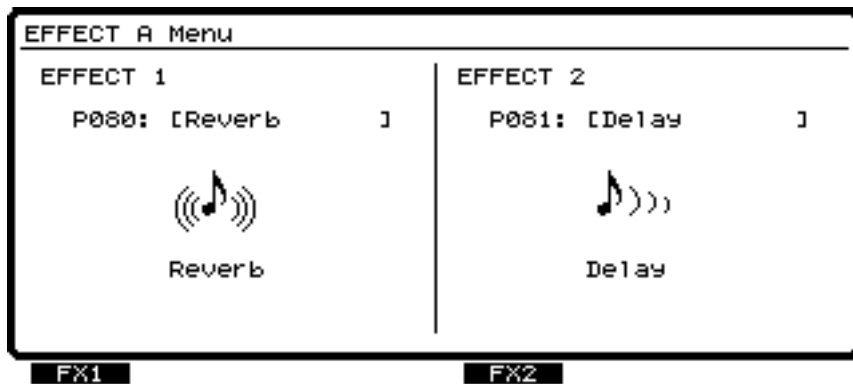 EFFECT A Menu
EFFECT 1
P080: [Reverb ]
Reverb
EFFECT 2
P081: [Delay ]
Delay
FX1
FX2